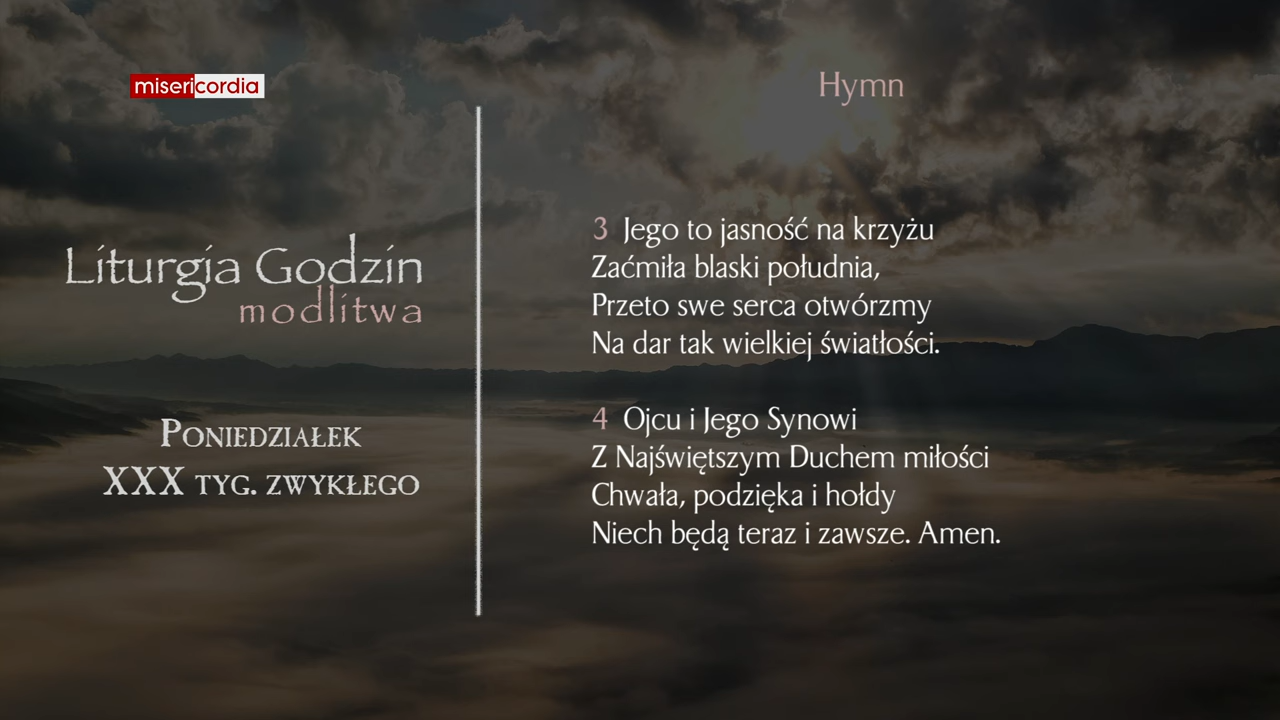 misericordia
Liturgia Godzin
modlitwa
PONIEDZIAŁEK
XXX TYG. ZWYKŁEGO
Hymn
3 Jego to jasność na krzyżu
Zaćmiła blaski południa,
Przeto swe serca otwórzmy
Na dar tak wielkiej światłości.
4 Ojcu i Jego Synowi
Z Najświętszym Duchem miłości
Chwała, podzięka i hołdy
Niech będą teraz i zawsze. Amen.